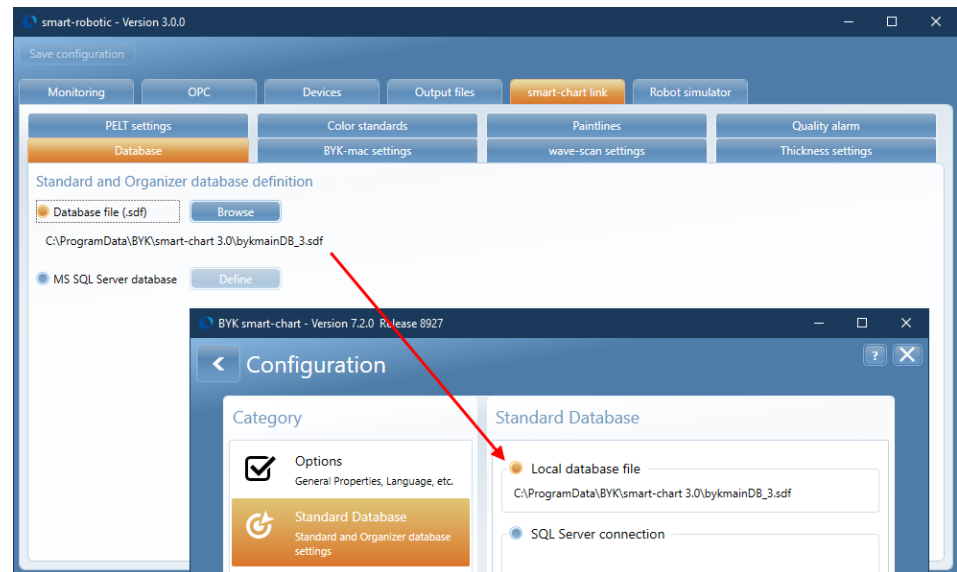 smart-robotic - Version 3.0.0
Save configuration
Monitoring OPC Devices Output files smart-chart link Robot simulator
PELT settings Color standards Paintlines Quality alarm
Database BYK-mac settings wave-scan settings Thickness settings
Standard and Organizer database definition
Database file (.sdf) Browse
C:\ProgramData\BYK\smart-chart 3.0\bykmainDB_3.sdf
MS SQL Server database Define
BYK smart-chart - Version 7.2.0 Release 8927
Configuration
?
Category
Options
General Properties, Language, etc.
Standard Database
Standard and Organizer database
settings
Standard Database
Local database file
C:\ProgramData\BYK\smart-chart 3.0\bykmainDB_3.sdf
SQL Server connection